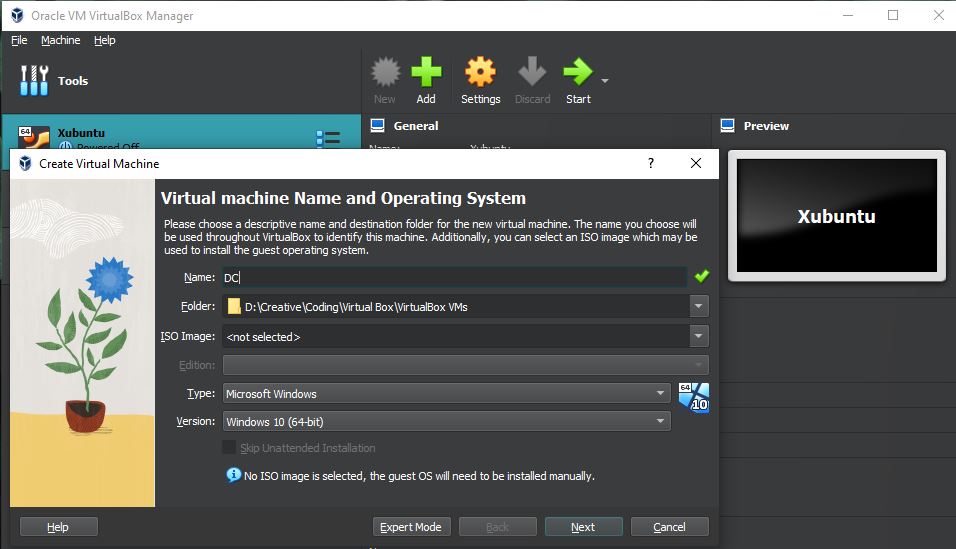 Oracle VM VirtualBox Manager
File Machine Help
Tools
New Add Settings Discard Start
64 Xubuntu
Powered Off
General
Name: Xubuntu
Preview
Xubuntu
Create Virtual Machine ?
Virtual machine Name and Operating System
Please choose a descriptive name and destination folder for the new virtual machine. The name you choose will
be used throughout VirtualBox to identify this machine. Additionally, you can select an ISO image which may be
used to install the guest operating system.
Name: DC
Folder: D:\Creative\Coding\Virtual Box\VirtualBox VMs
ISO Image: <not selected>
Edition:
Type: Microsoft Windows
64 10
Version: Windows 10 (64-bit)
Skip Unattended Installation
No ISO image is selected, the guest OS will need to be installed manually.
Help Expert Mode Back Next Cancel